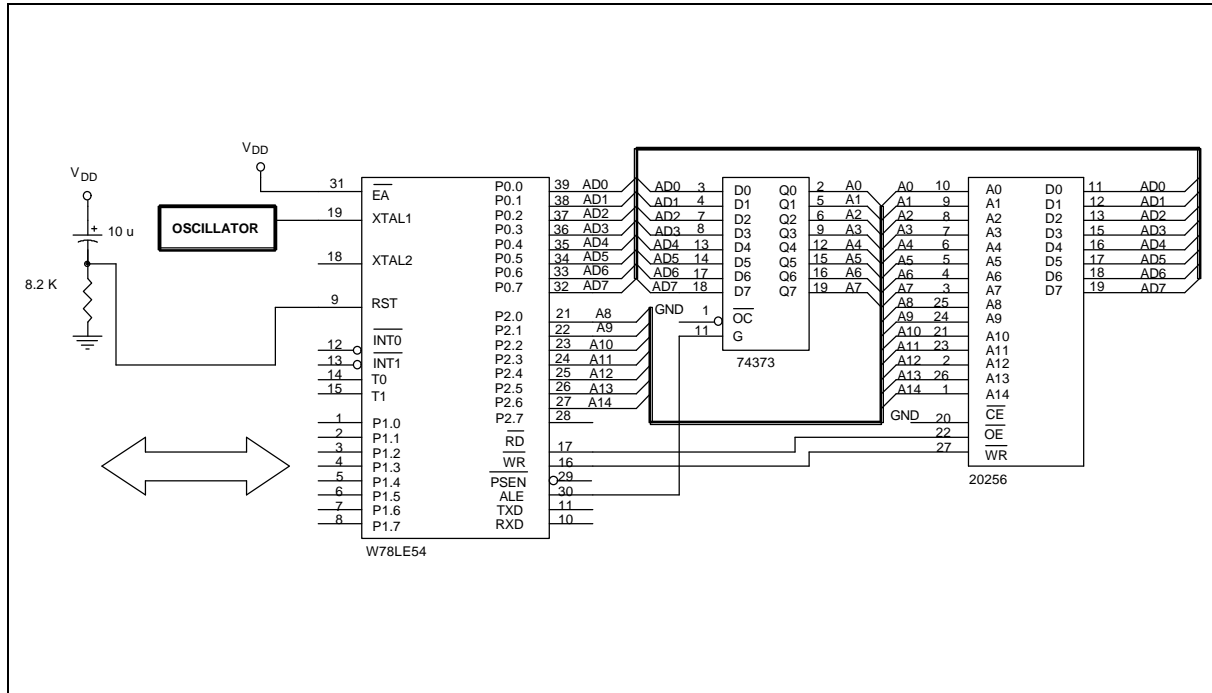 VDD
10 u
8.2 K
VDD
OSCILLATOR
31 EA
19 XTAL1
18 XTAL2
9 RST
12 INT0
13 INT1
14 T0
15 T1
1 P1.0
2 P1.1
3 P1.2
4 P1.3
5 P1.4
6 P1.5
7 P1.6
8 P1.7
P0.0 39 AD0
P0.1 38 AD1
P0.2 37 AD2
P0.3 36 AD3
P0.4 35 AD4
P0.5 34 AD5
P0.6 33 AD6
P0.7 32 AD7
P2.0 21 A8
P2.1 22 A9
P2.2 23 A10
P2.3 24 A11
P2.4 25 A12
P2.5 26 A13
P2.6 27 A14
P2.7 28
RD 17
WR 16
PSEN 29
ALE 30
TXD 11
RXD 10
W78LE54
AD0 3 D0 Q0 2 A0
AD1 4 D1 Q1 5 A1
AD2 7 D2 Q2 6 A2
AD3 8 D3 Q3 9 A3
AD4 13 D4 Q4 12 A4
AD5 14 D5 Q5 15 A5
AD6 17 D6 Q6 16 A6
AD7 18 D7 Q7 19 A7
GND 1 OC
11 G
74373
A0 10 A0 D0 11 AD0
A1 9 A1 D1 12 AD1
A2 8 A2 D2 13 AD2
A3 7 A3 D3 15 AD3
A4 6 A4 D4 16 AD4
A5 5 A5 D5 17 AD5
A6 4 A6 D6 18 AD6
A7 3 A7 D7 19 AD7
A8 25 A8
A9 24 A9
A10 21 A10
A11 23 A11
A12 2 A12
A13 26 A13
A14 1 A14
GND 20 CE
22 OE
27 WR
20256